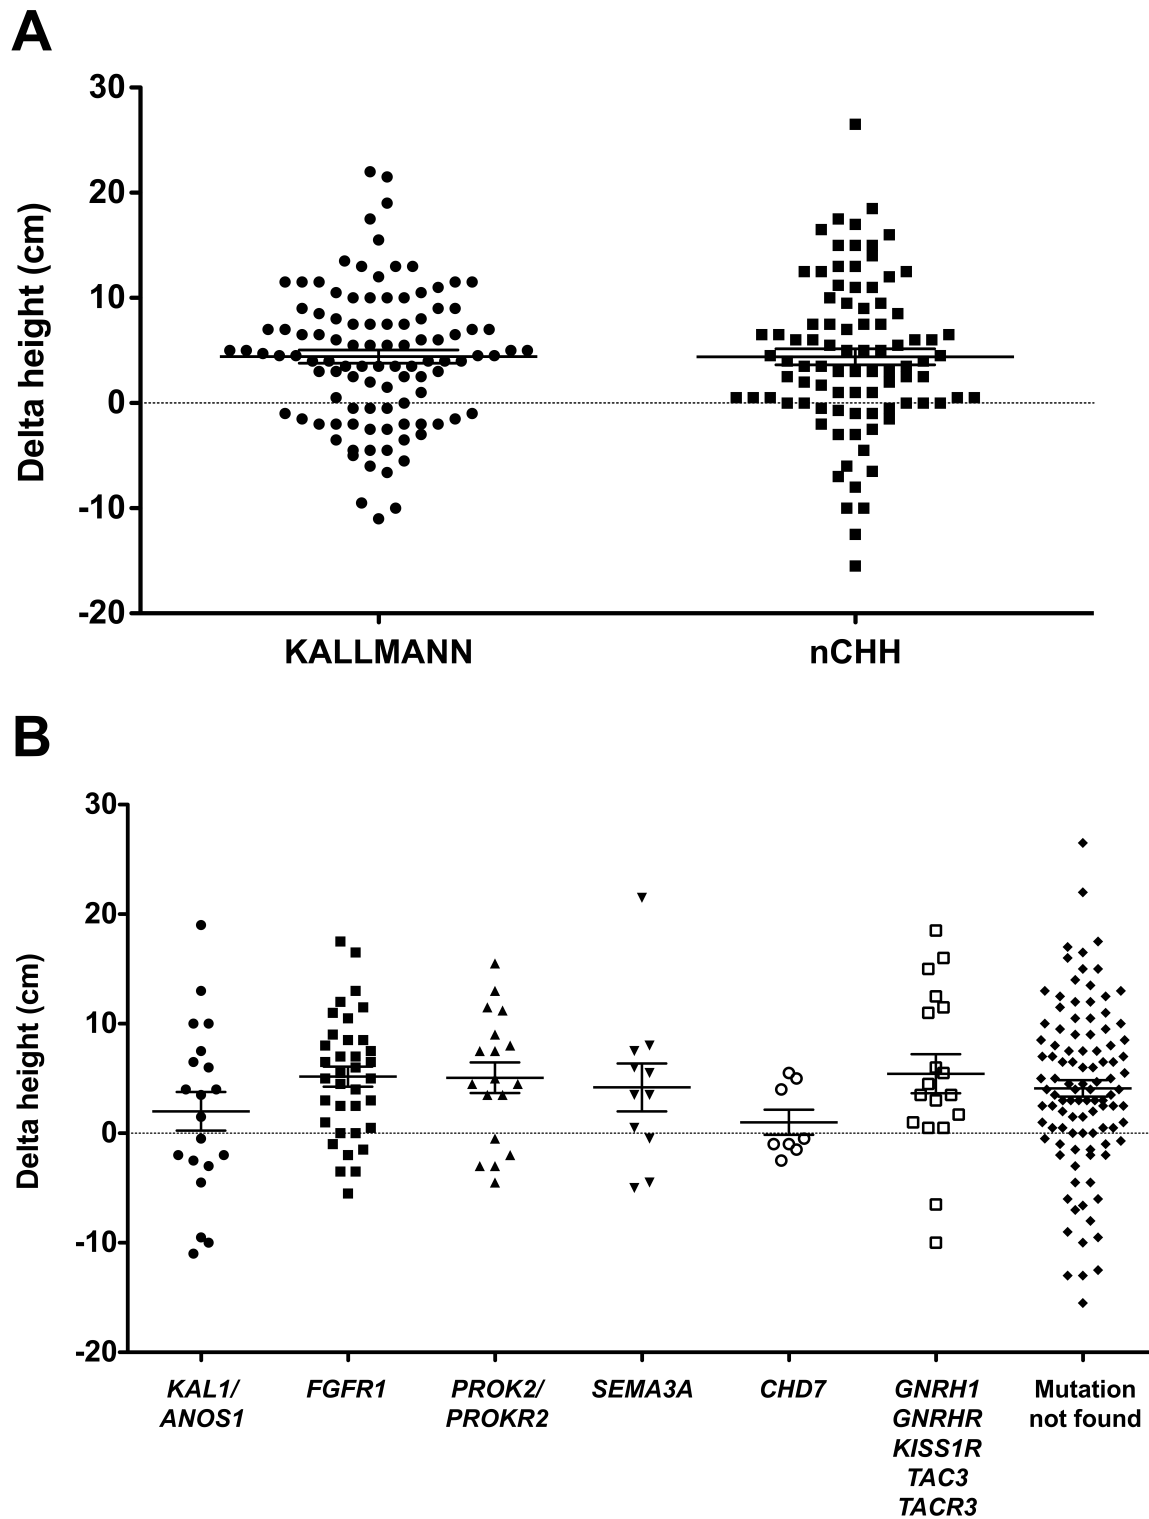 A
30
20
10
0
-10
-20
Delta height (cm)
KALLMANN nCHH
B
30
20
10
0
-10
-20
Delta height (cm)
KAL1/ FGFR1 PROK2/ SEMA3A CHD7 GNRH1 Mutation
ANOS1 PROKR2 GNRHR not found
KISS1R
TAC3
TACR3